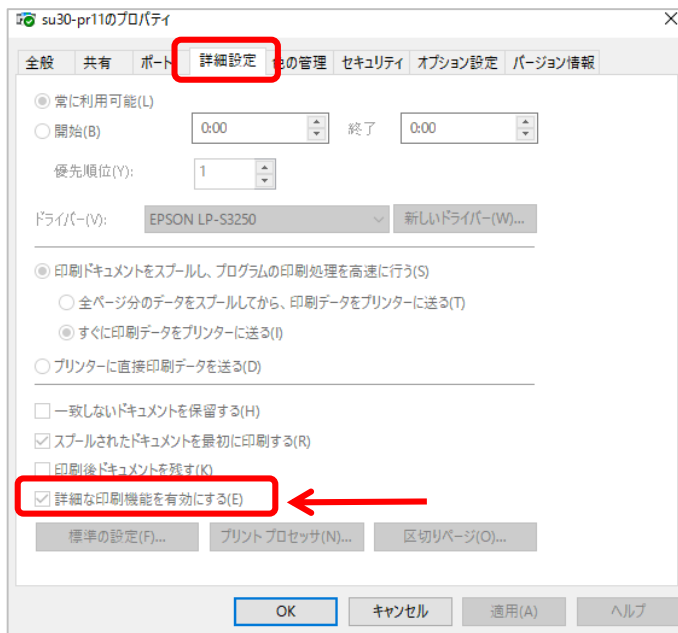 su30-pr11のプロパティ
全般 共有 ポート 詳細設定 色の管理 セキュリティ オプション設定 バージョン情報
常に利用可能(L)
開始(B) 0:00 終了 0:00
優先順位(Y): 1
ドライバー(V): EPSON LP-S3250 新しいドライバー(W)...
印刷ドキュメントをスプールし、プログラムの印刷処理を高速に行う(S)
全ページ分のデータをスプールしてから、印刷データをプリンターに送る(T)
すぐに印刷データをプリンターに送る(I)
プリンターに直接印刷データを送る(D)
一致しないドキュメントを保留する(H)
スプールされたドキュメントを最初に印刷する(R)
印刷後ドキュメントを残す(K)
詳細な印刷機能を有効にする(E)
標準の設定(F)... プリント プロセッサ(N)... 区切りページ(O)...
OK キャンセル 適用(A) ヘルプ